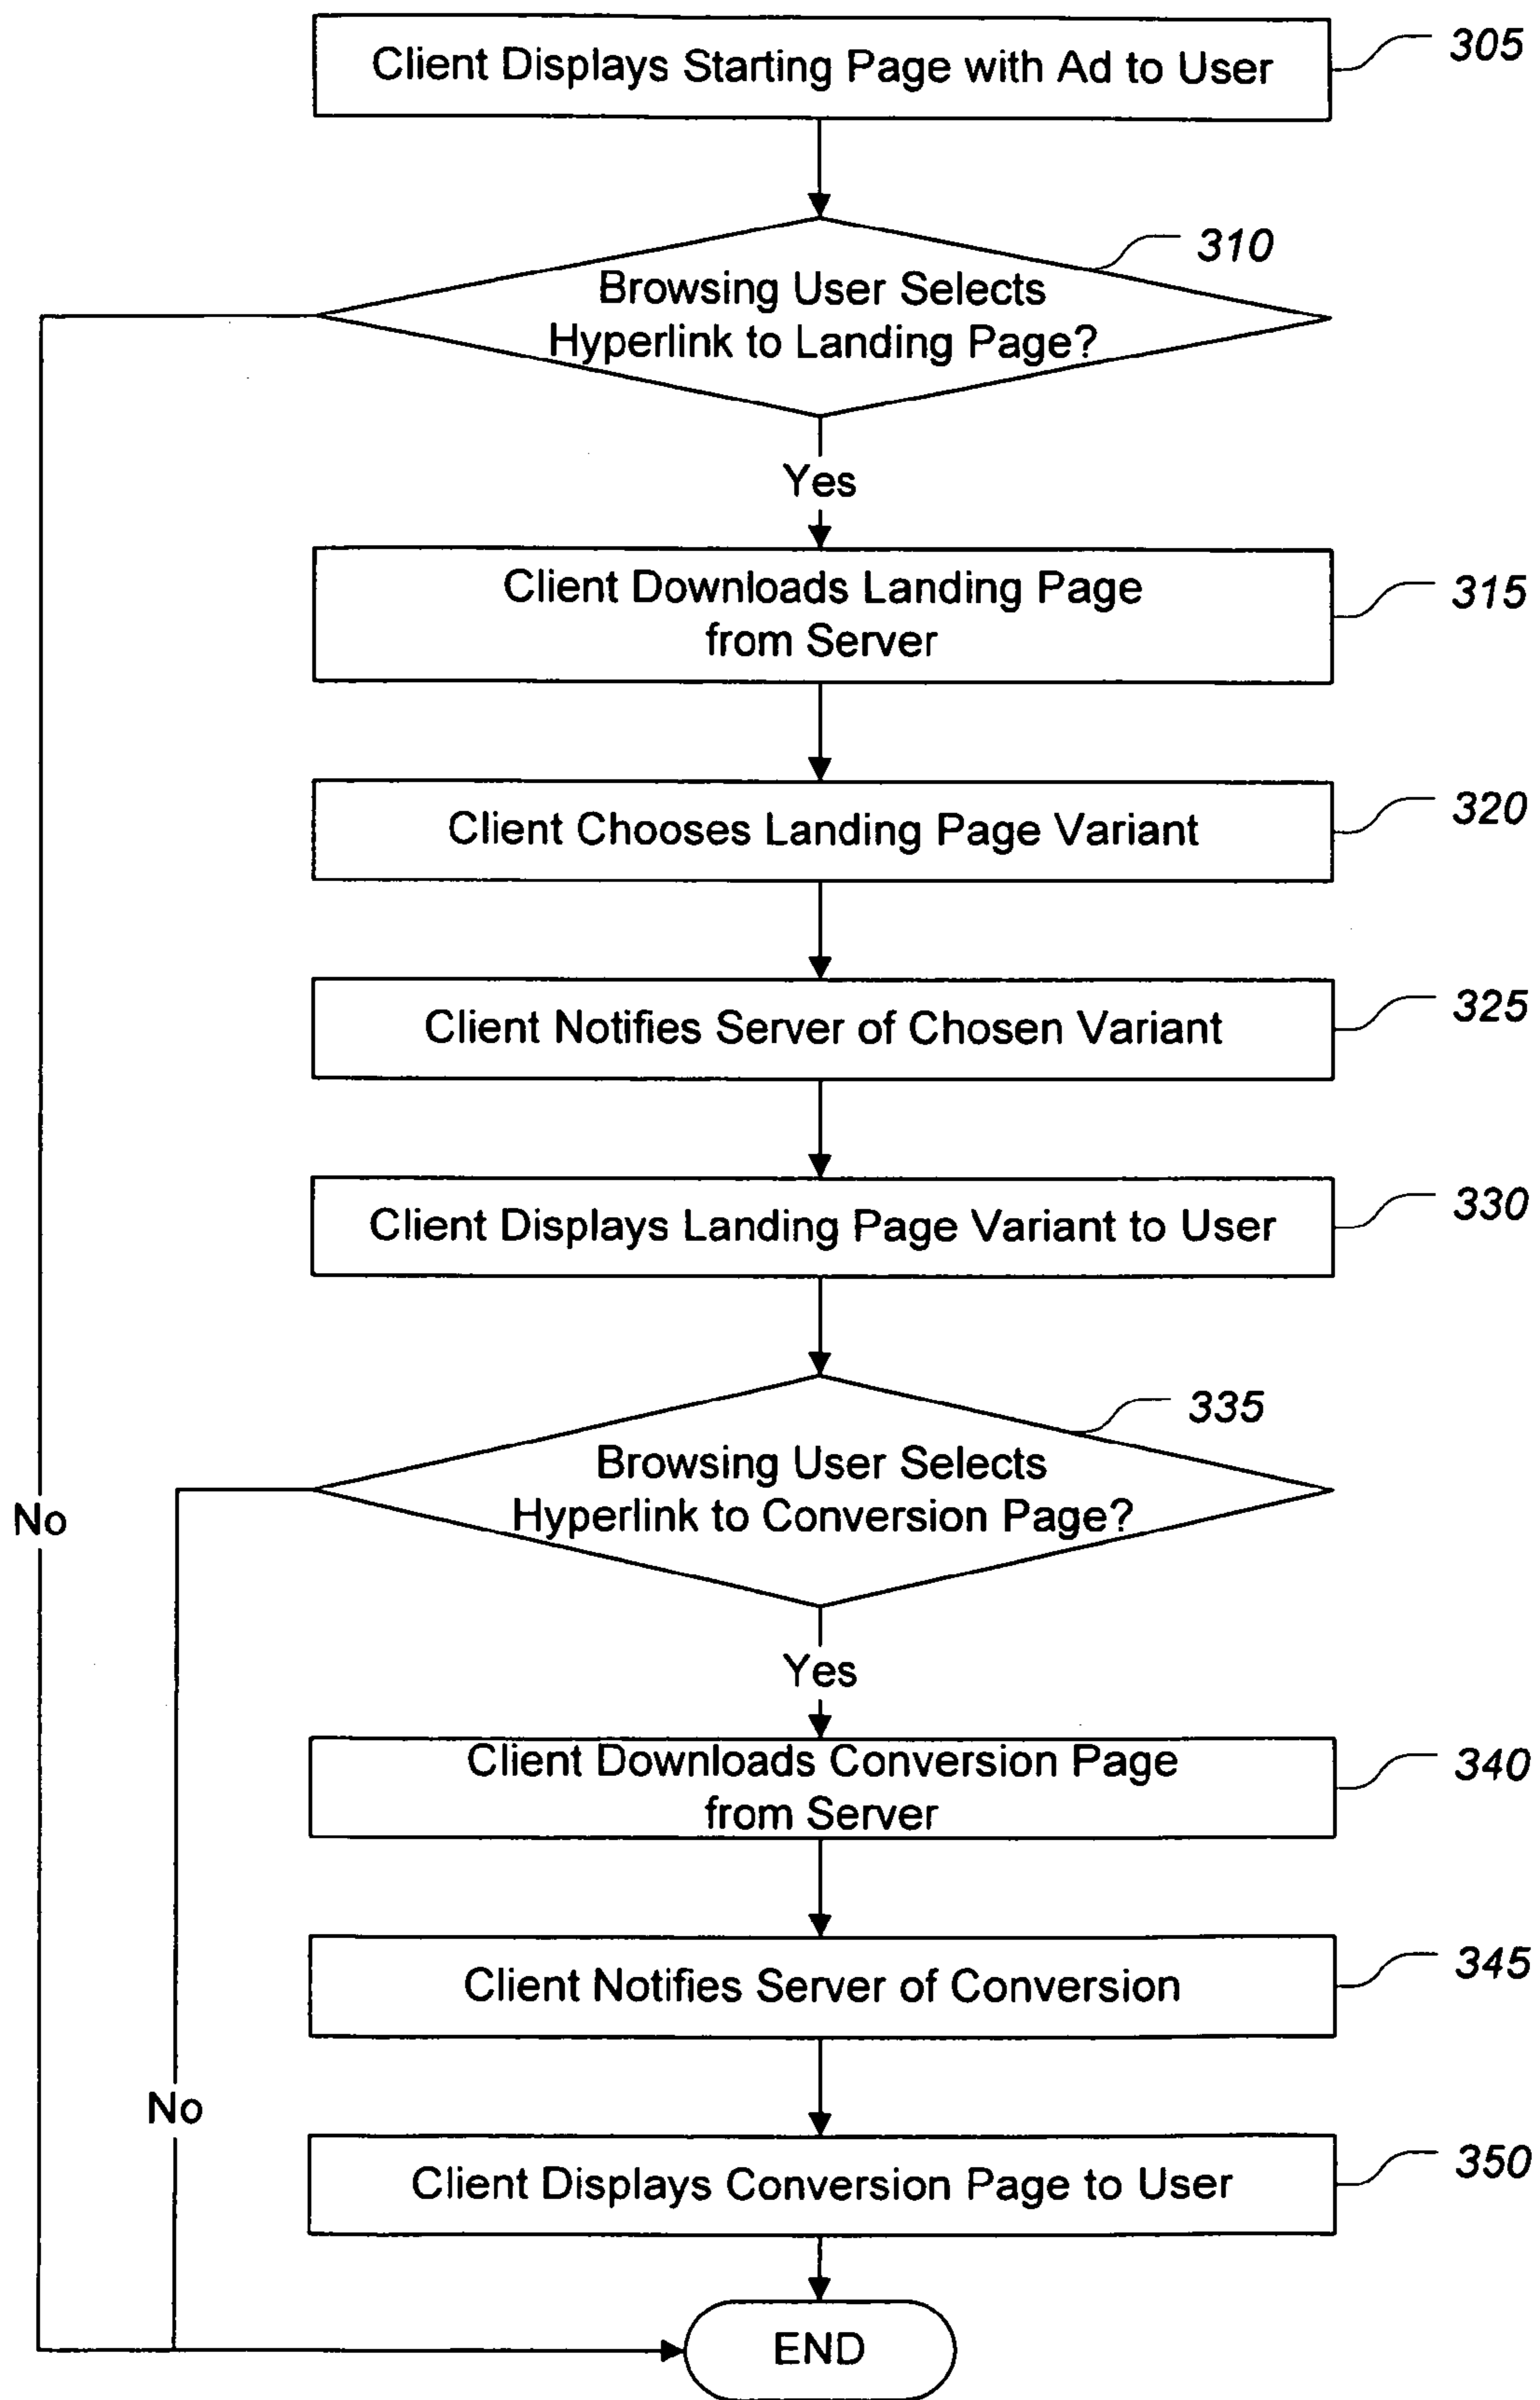 Client Displays Starting Page with Ad to User
305
310
Browsing User Selects
Hyperlink to Landing Page?
Yes
Client Downloads Landing Page
from Server
315
Client Chooses Landing Page Variant
320
Client Notifies Server of Chosen Variant
325
Client Displays Landing Page Variant to User
330
335
Browsing User Selects
Hyperlink to Conversion Page?
No
Yes
Client Downloads Conversion Page
from Server
340
Client Notifies Server of Conversion
345
No
Client Displays Conversion Page to User
350
END